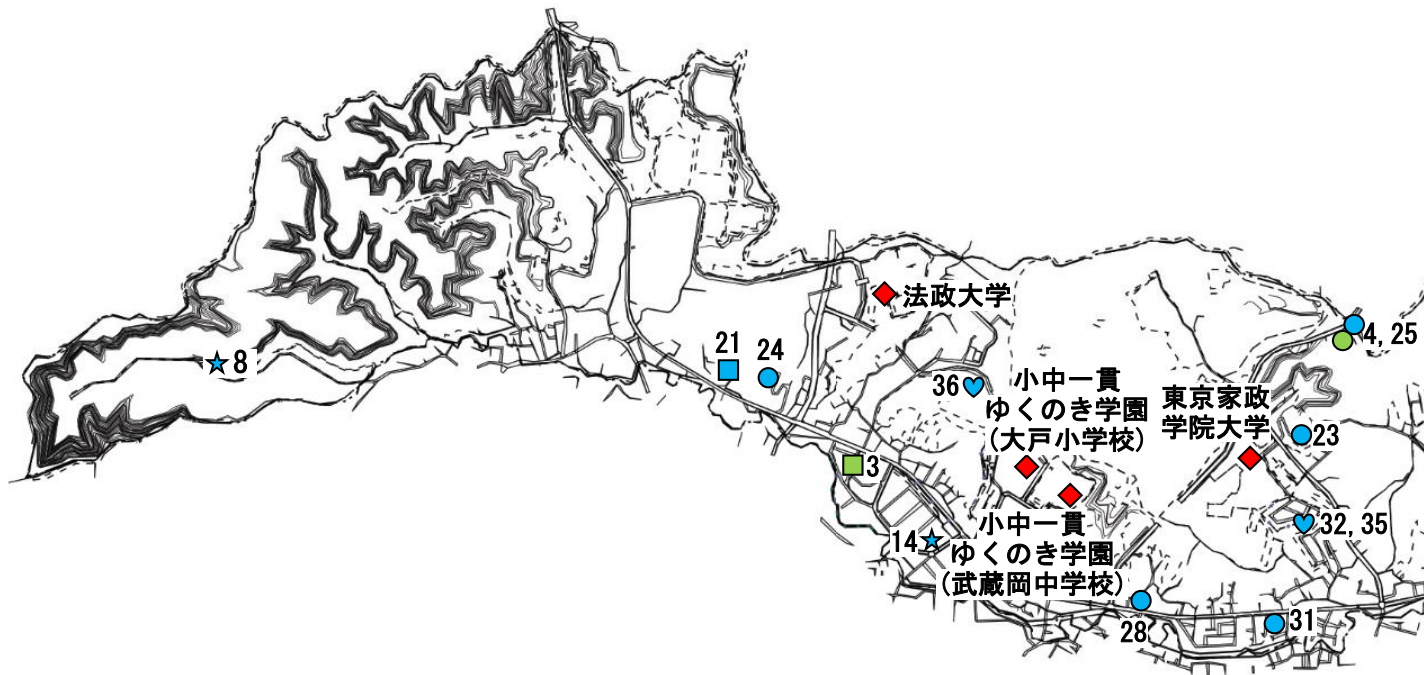 法政大学
4, 25
21
24
8
36
小中一貫
ゆくのき学園
(大戸小学校)
東京家政
学院大学
23
3
32, 35
14
小中一貫
ゆくのき学園
(武蔵岡中学校)
28
31